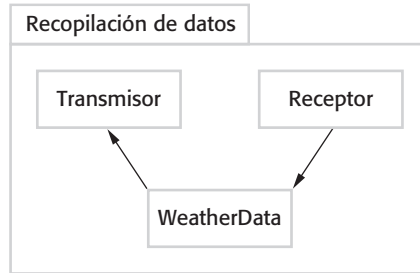 Recopilación de datos
Transmisor
Receptor
WeatherData